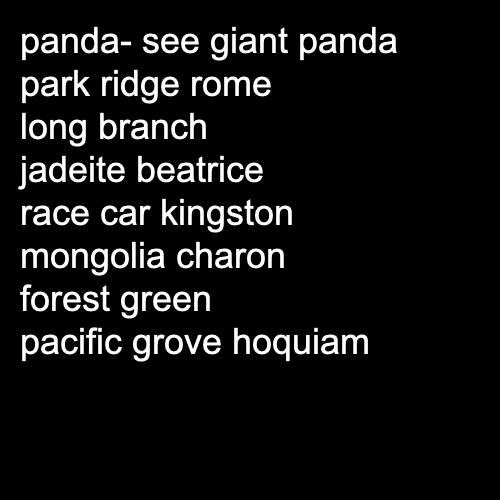 panda- see giant panda
park ridge rome
long branch
jadeite beatrice
race car kingston
mongolia charon
forest green
pacific grove hoquiam